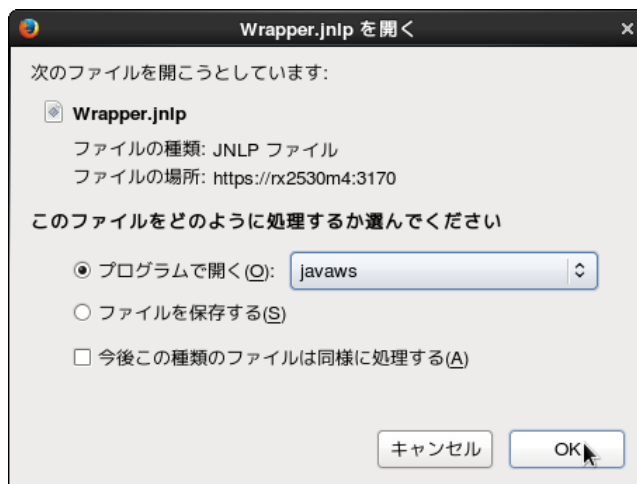 Wrapper.jnlp を開く
次のファイルを開こうとしています:
Wrapper.jnlp
ファイルの種類: JNLP ファイル
ファイルの場所: https://rx2530m4:3170
このファイルをどのように処理するか選んでください
プログラムで開く(O): javaws
ファイルを保存する(S)
今後この種類のファイルは同様に処理する(A)
キャンセル OK